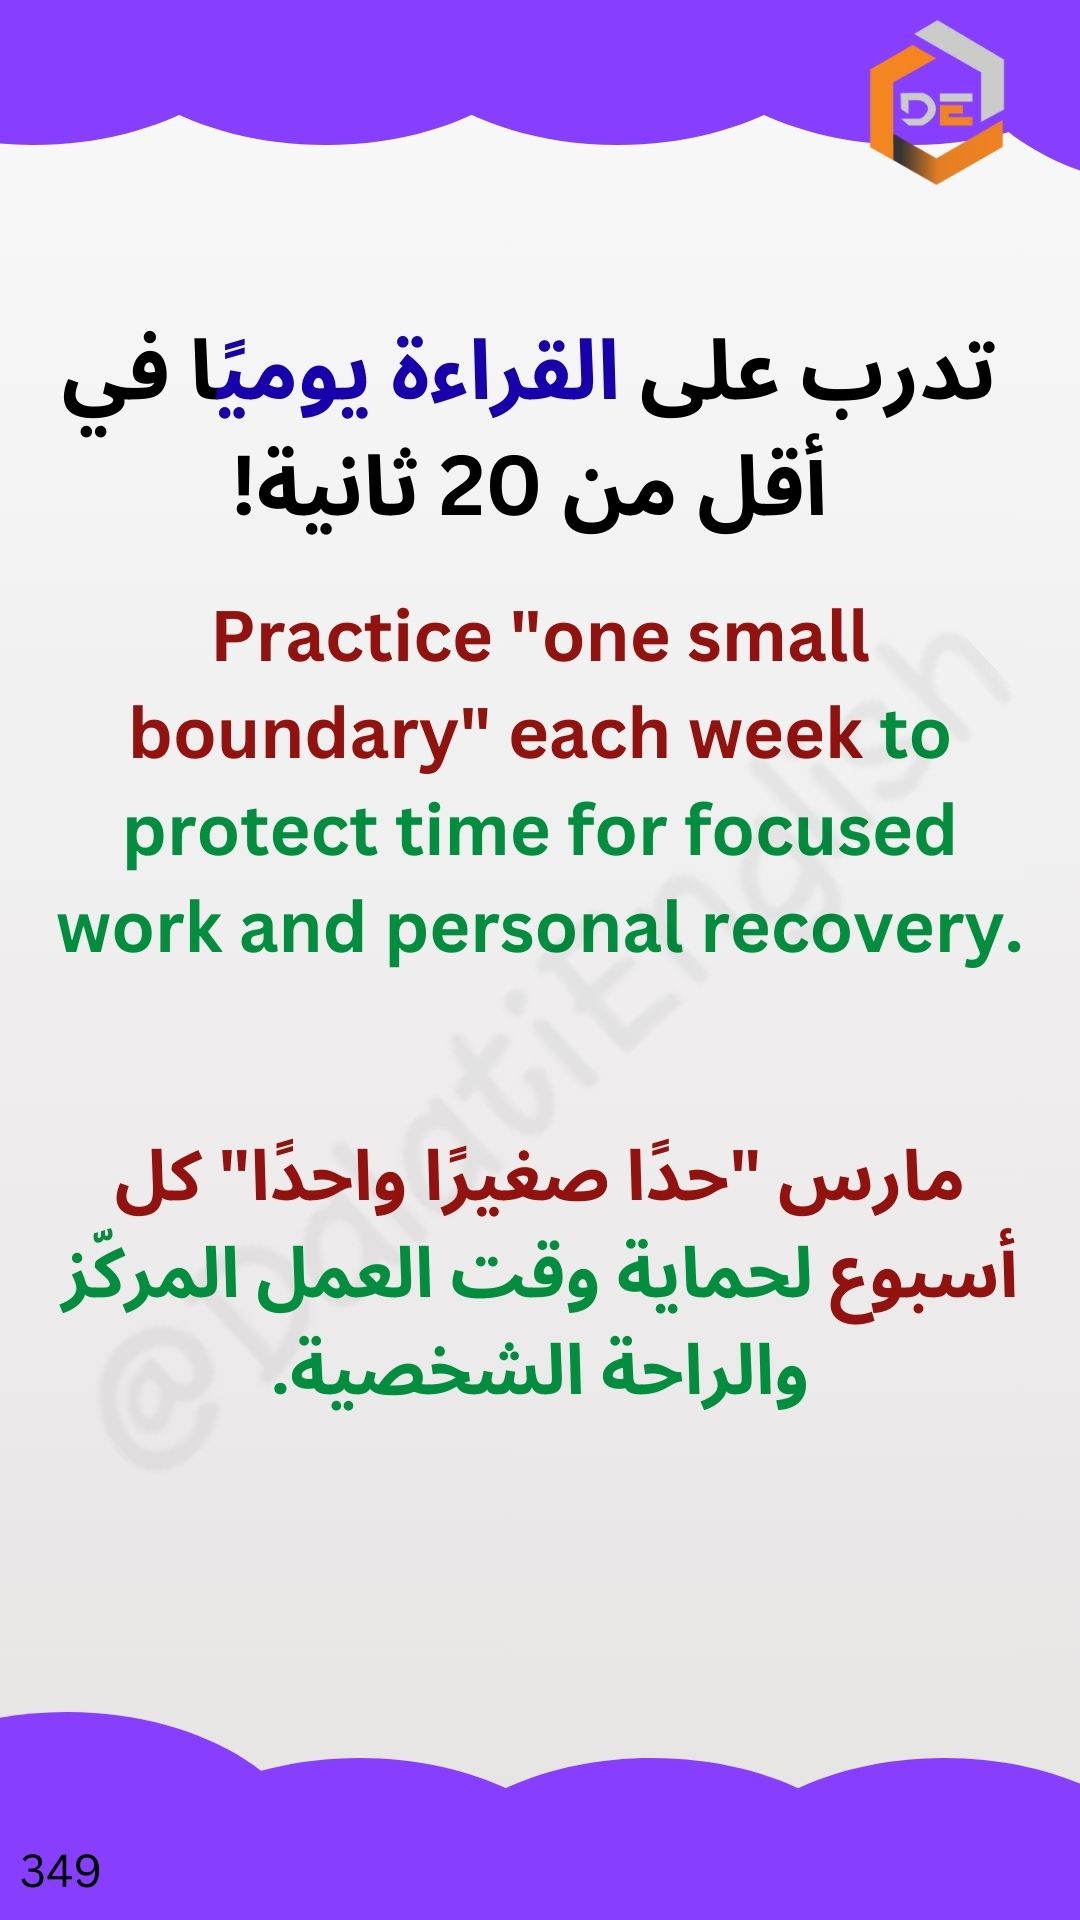 DE
تدرب على القراءة يوميًا في
أقل من 20 ثانية!
Practice "one small
boundary" each week to
protect time for focused
work and personal recovery.
مارس "حدًا صغيرًا واحدًا" كل
أسبوع لحماية وقت العمل المركّز
والراحة الشخصية.
@DalatiEnglish
349